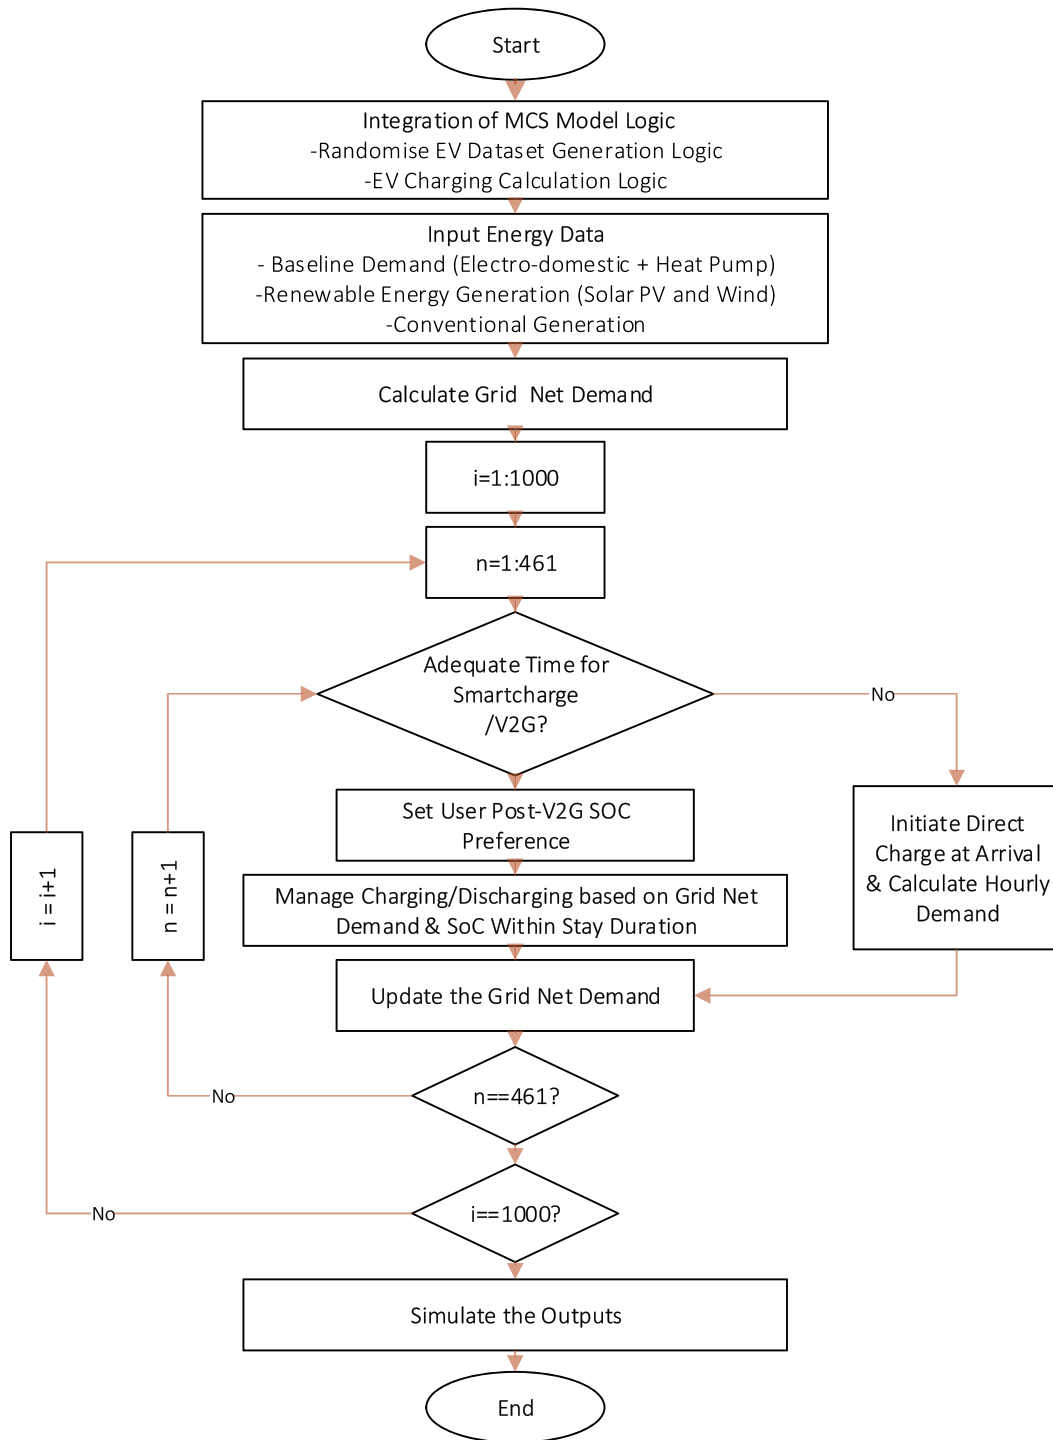 Start
Integration of MCS Model Logic
-Randomise EV Dataset Generation Logic
-EV Charging Calculation Logic
Input Energy Data
- Baseline Demand (Electro-domestic + Heat Pump)
-Renewable Energy Generation (Solar PV and Wind)
-Conventional Generation
Calculate Grid Net Demand
i=1:1000
n=1:461
Adequate Time for
Smartcharge
/V2G?
No
Set User Post-V2G SOC
Preference
Initiate Direct
Charge at Arrival
& Calculate Hourly
Demand
i = i+1
n = n+1
Manage Charging/Discharging based on Grid Net
Demand & SoC Within Stay Duration
Update the Grid Net Demand
n==461?
No
i==1000?
No
Simulate the Outputs
End